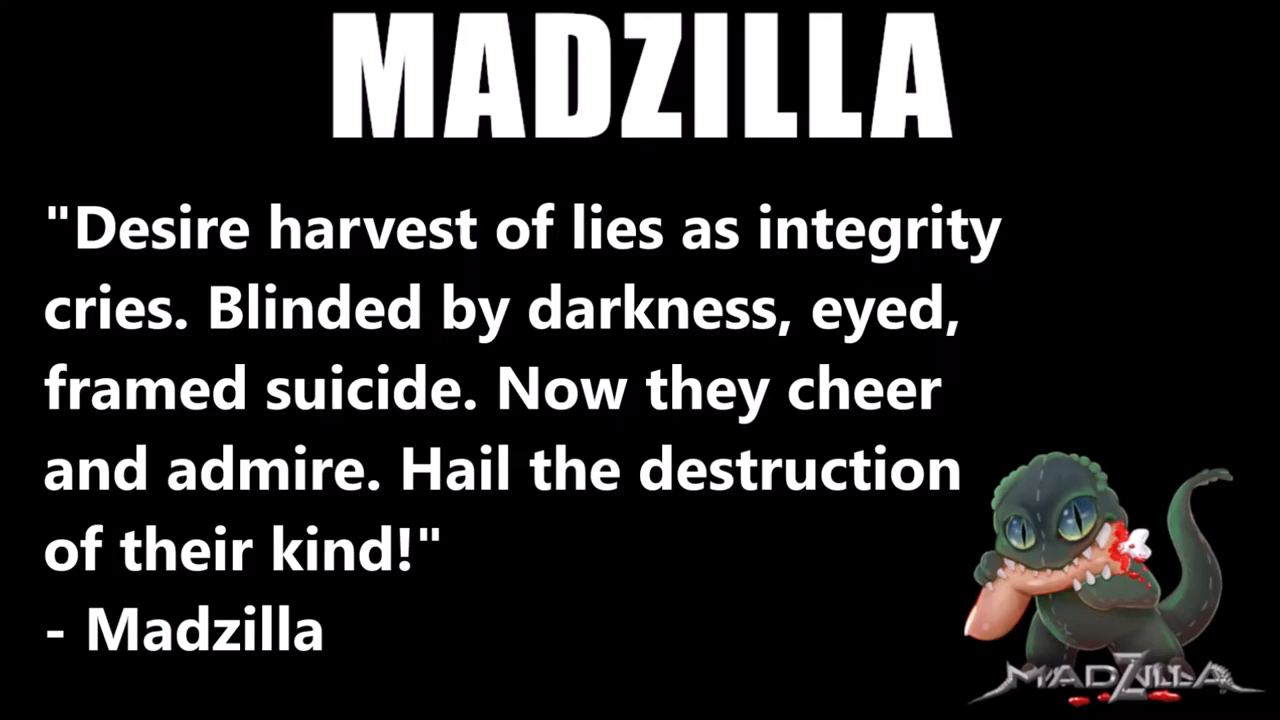 MADZILLA
"Desire harvest of lies as integrity
cries. Blinded by darkness, eyed,
framed suicide. Now they cheer
and admire. Hail the destruction
of their kind!"
- Madzilla
MADZILLA